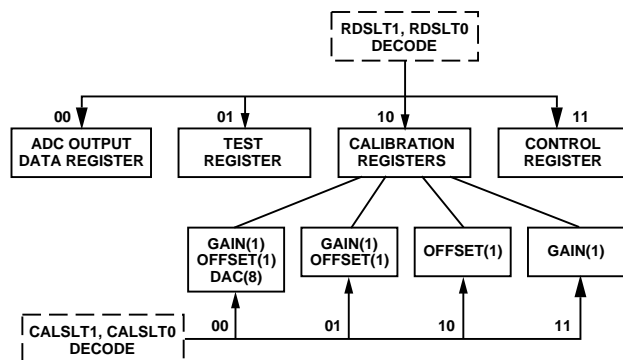 RDSLT1, RDSLT0
DECODE
00
01
10
11
ADC OUTPUT
DATA REGISTER
TEST
REGISTER
CALIBRATION
REGISTERS
CONTROL
REGISTER
GAIN(1)
OFFSET(1)
DAC(8)
GAIN(1)
OFFSET(1)
OFFSET(1)
GAIN(1)
CALSLT1, CALSLT0
DECODE
00
01
10
11